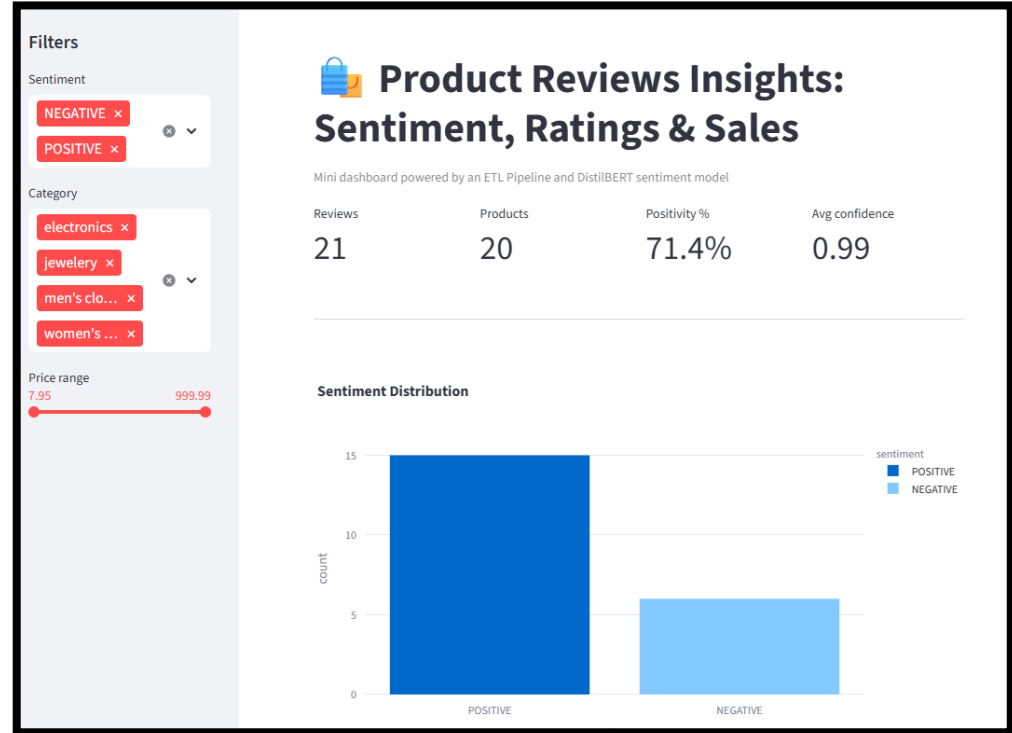 Filters
Sentiment
NEGATIVE ×
POSITIVE ×
Category
electronics ×
jewelery ×
men's clo... ×
women's ... ×
Price range
7.95 999.99
Product Reviews Insights:
Sentiment, Ratings & Sales
Mini dashboard powered by an ETL Pipeline and DistilBERT sentiment model
Reviews Products Positivity % Avg confidence
21 20 71.4% 0.99
Sentiment Distribution
15
10
5
0
count
POSITIVE NEGATIVE
sentiment
POSITIVE
NEGATIVE